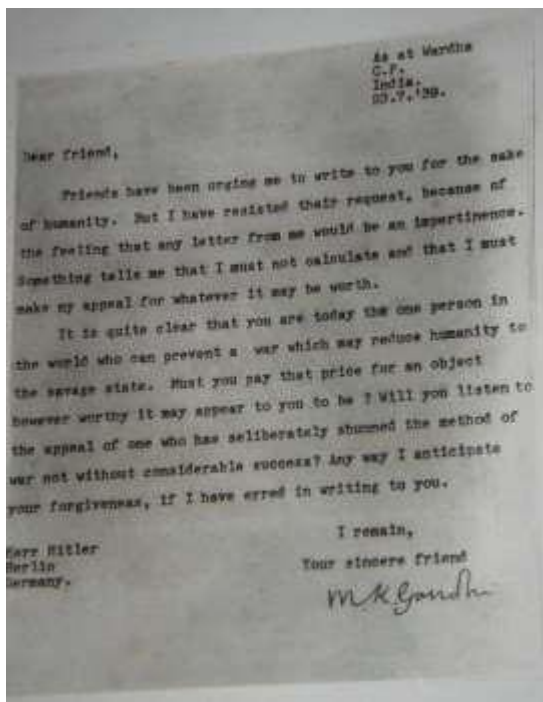 As at Wardha
C.P.
India.
23.7.'39.
Dear friend,
Friends have been urging me to write to you for the sake
of humanity. But I have resisted their request, because of
the feeling that any letter from me would be an impertinence.
Something tells me that I must not calculate and that I must
make my appeal for whatever it may be worth.
It is quite clear that you are today the one person in
the world who can prevent a war which may reduce humanity to
the savage state. Must you pay that price for an object
however worthy it may appear to you to be ? Will you listen to
the appeal of one who has seliberately shunned the method of
war not without considerable success? Any way I anticipate
your forgiveness, if I have erred in writing to you.
I remain,
Your sincere friend
M K Gandhi
Herr Hitler
Berlin
Germany.